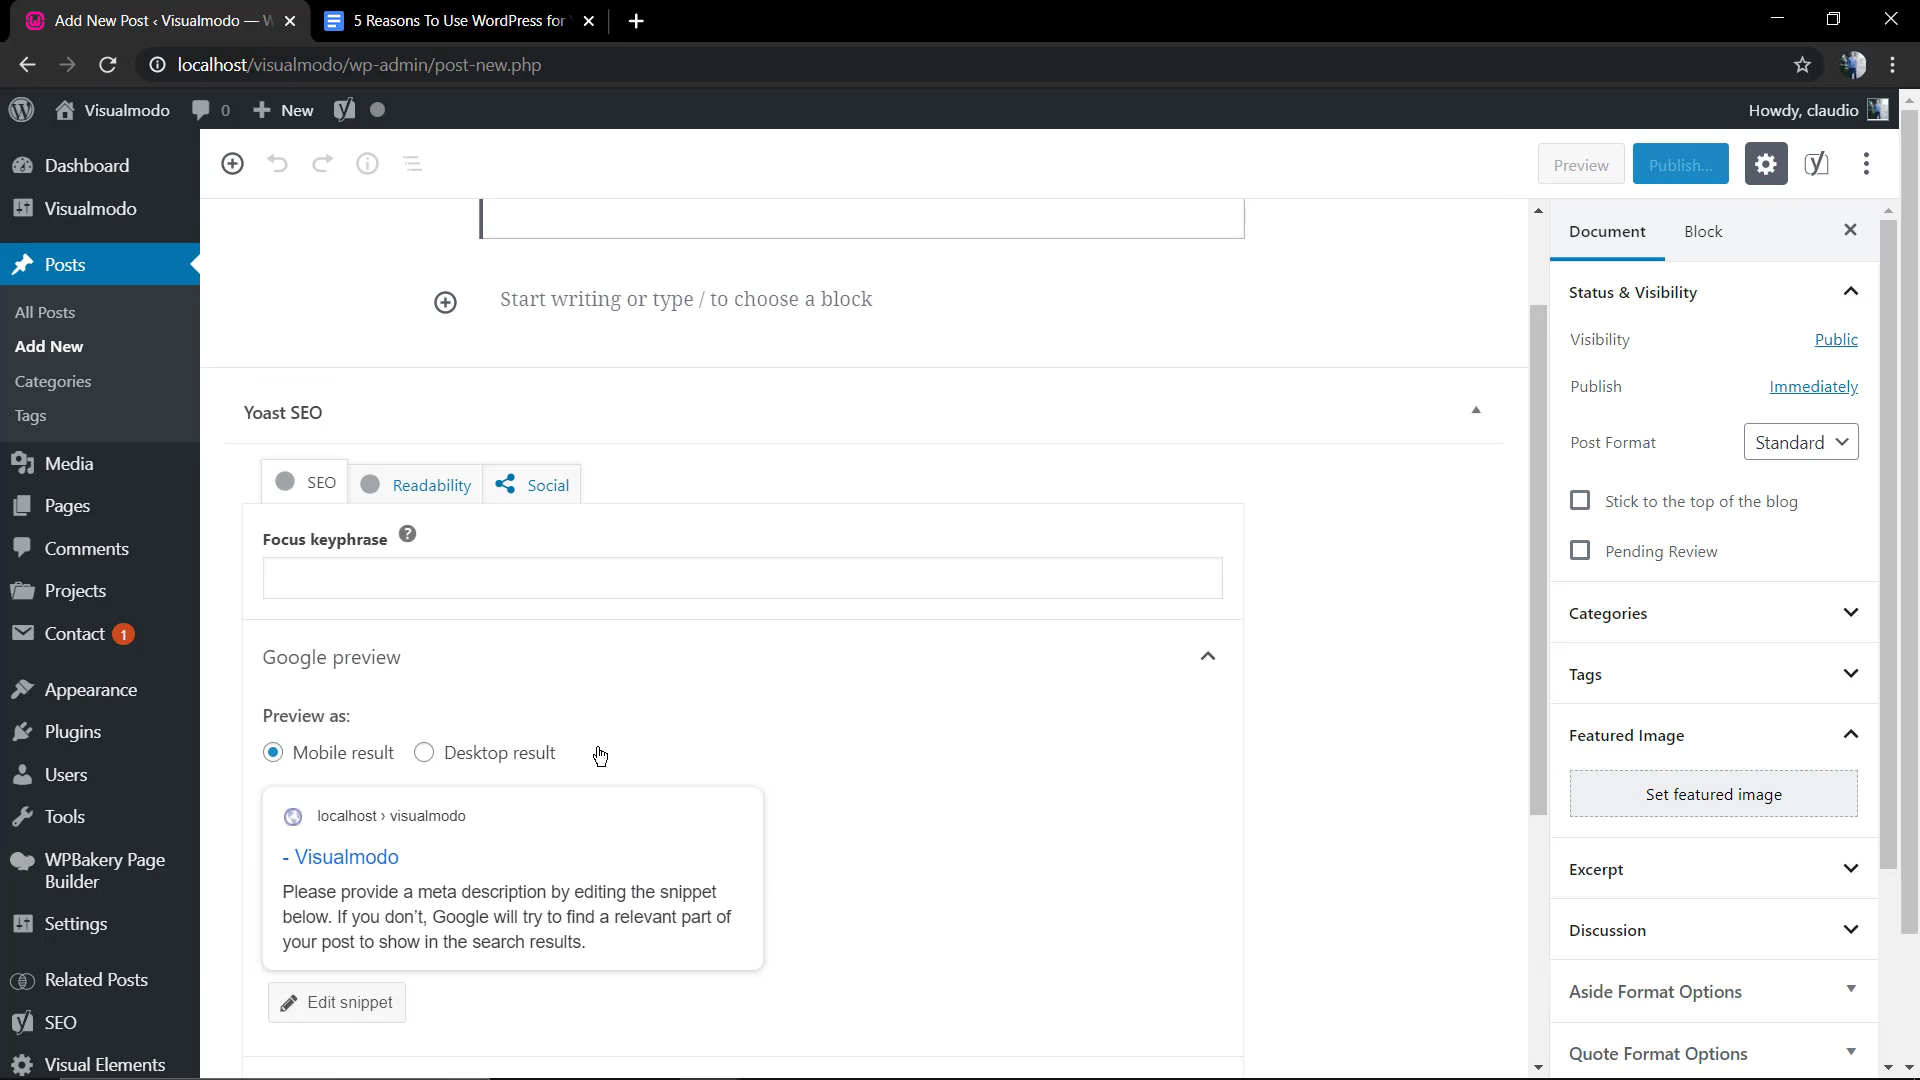 Add New Post ‹ Visualmodo — W
5 Reasons To Use WordPress for
localhost/visualmodo/wp-admin/post-new.php
Visualmodo
0
New
Howdy, claudio
Dashboard
Visualmodo
Posts
All Posts
Add New
Categories
Tags
Media
Pages
Comments
Projects
Contact 1
Appearance
Plugins
Users
Tools
WPBakery Page
Builder
Settings
Related Posts
SEO
Visual Elements
Preview
Publish...
Start writing or type / to choose a block
Yoast SEO
SEO
Readability
Social
Focus keyphrase
Google preview
Preview as:
Mobile result
Desktop result
localhost › visualmodo
- Visualmodo
Please provide a meta description by editing the snippet
below. If you don’t, Google will try to find a relevant part of
your post to show in the search results.
Edit snippet
Document
Block
Status & Visibility
Visibility
Public
Publish
Immediately
Post Format
Standard
Stick to the top of the blog
Pending Review
Categories
Tags
Featured Image
Set featured image
Excerpt
Discussion
Aside Format Options
Quote Format Options